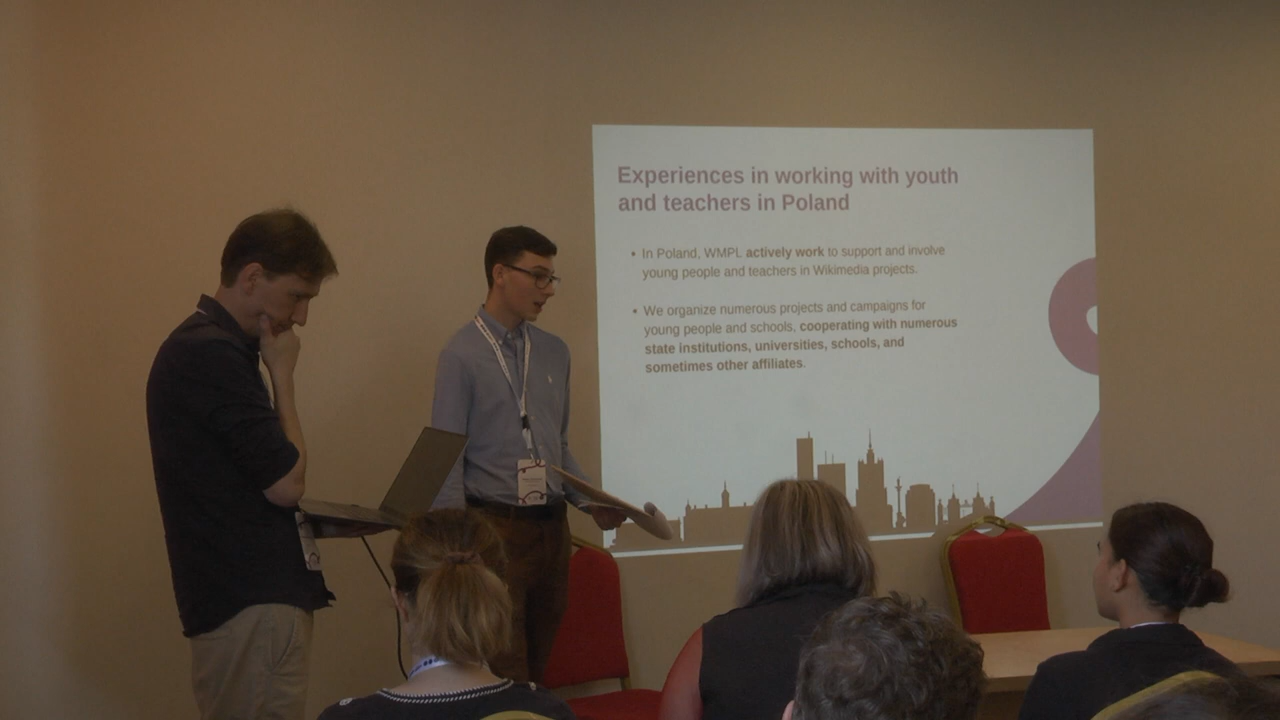 Experiences in working with youth
and teachers in Poland
• In Poland, WMPL actively work to support and involve
young people and teachers in Wikimedia projects.
• We organize numerous projects and campaigns for
young people and schools, cooperating with numerous
state institutions, universities, schools, and
sometimes other affiliates.